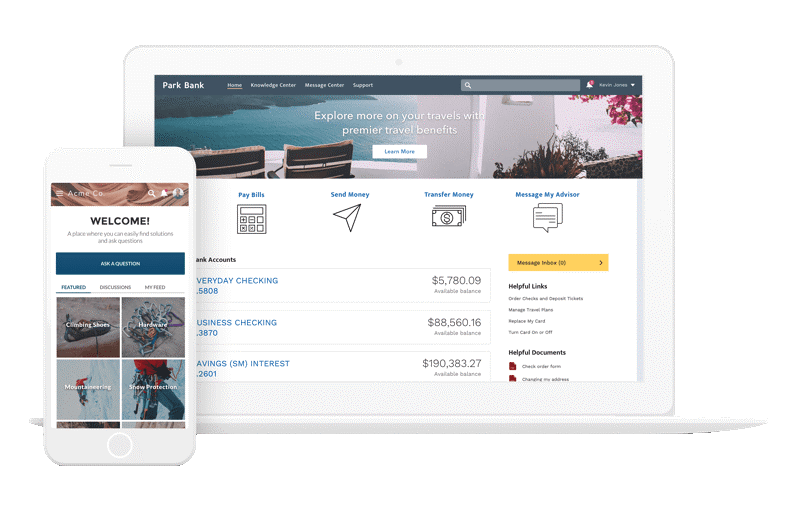 Park Bank
Home
Knowledge Center
Message Center
Support
Kevin Jones
Explore more on your travels with
premier travel benefits
Learn More
Pay Bills
Send Money
Transfer Money
Message My Advisor
ank Accounts
VERYDAY CHECKING
.5808
$5,780.09
Available balance
USINESS CHECKING
.3870
$88,560.16
Available balance
AVINGS (SM) INTEREST
.2601
$190,383.27
Available balance
Message Inbox (0)
Helpful Links
Order Checks and Deposit Tickets
Manage Travel Plans
Replace My Card
Turn Card On or Off
Helpful Documents
Check order form
Changing my address
Acme Co.
WELCOME!
A place where you can easily find solutions
and ask questions
ASK A QUESTION
FEATURED
DISCUSSIONS
MY FEED
Climbing Shoes
Hardware
Mountaineering
Snow Protection